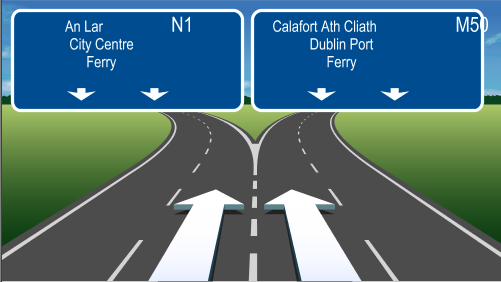 An Lar N1
City Centre
Ferry
Calafort Ath Cliath M50
Dublin Port
Ferry